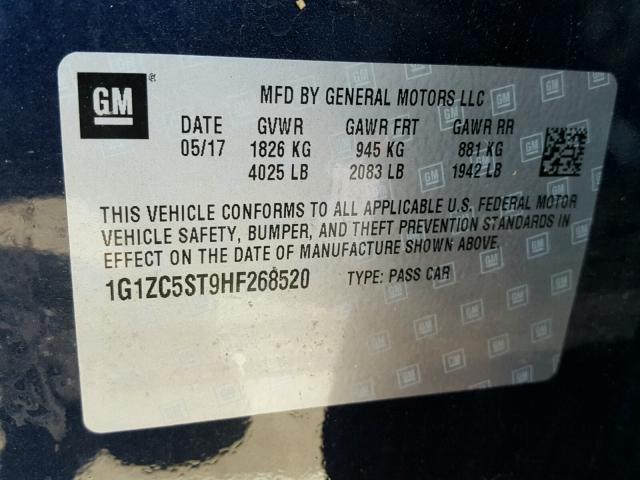 GM
MFD BY GENERAL MOTORS LLC
DATE GVWR GAWR FRT GAWR RR
05/17 1826 KG 945 KG 881 KG
4025 LB 2083 LB 1942 LB
THIS VEHICLE CONFORMS TO ALL APPLICABLE U.S. FEDERAL MOTOR
VEHICLE SAFETY, BUMPER, AND THEFT PREVENTION STANDARDS IN
EFFECT ON THE DATE OF MANUFACTURE SHOWN ABOVE.
1G1ZC5ST9HF268520 TYPE: PASS CAR